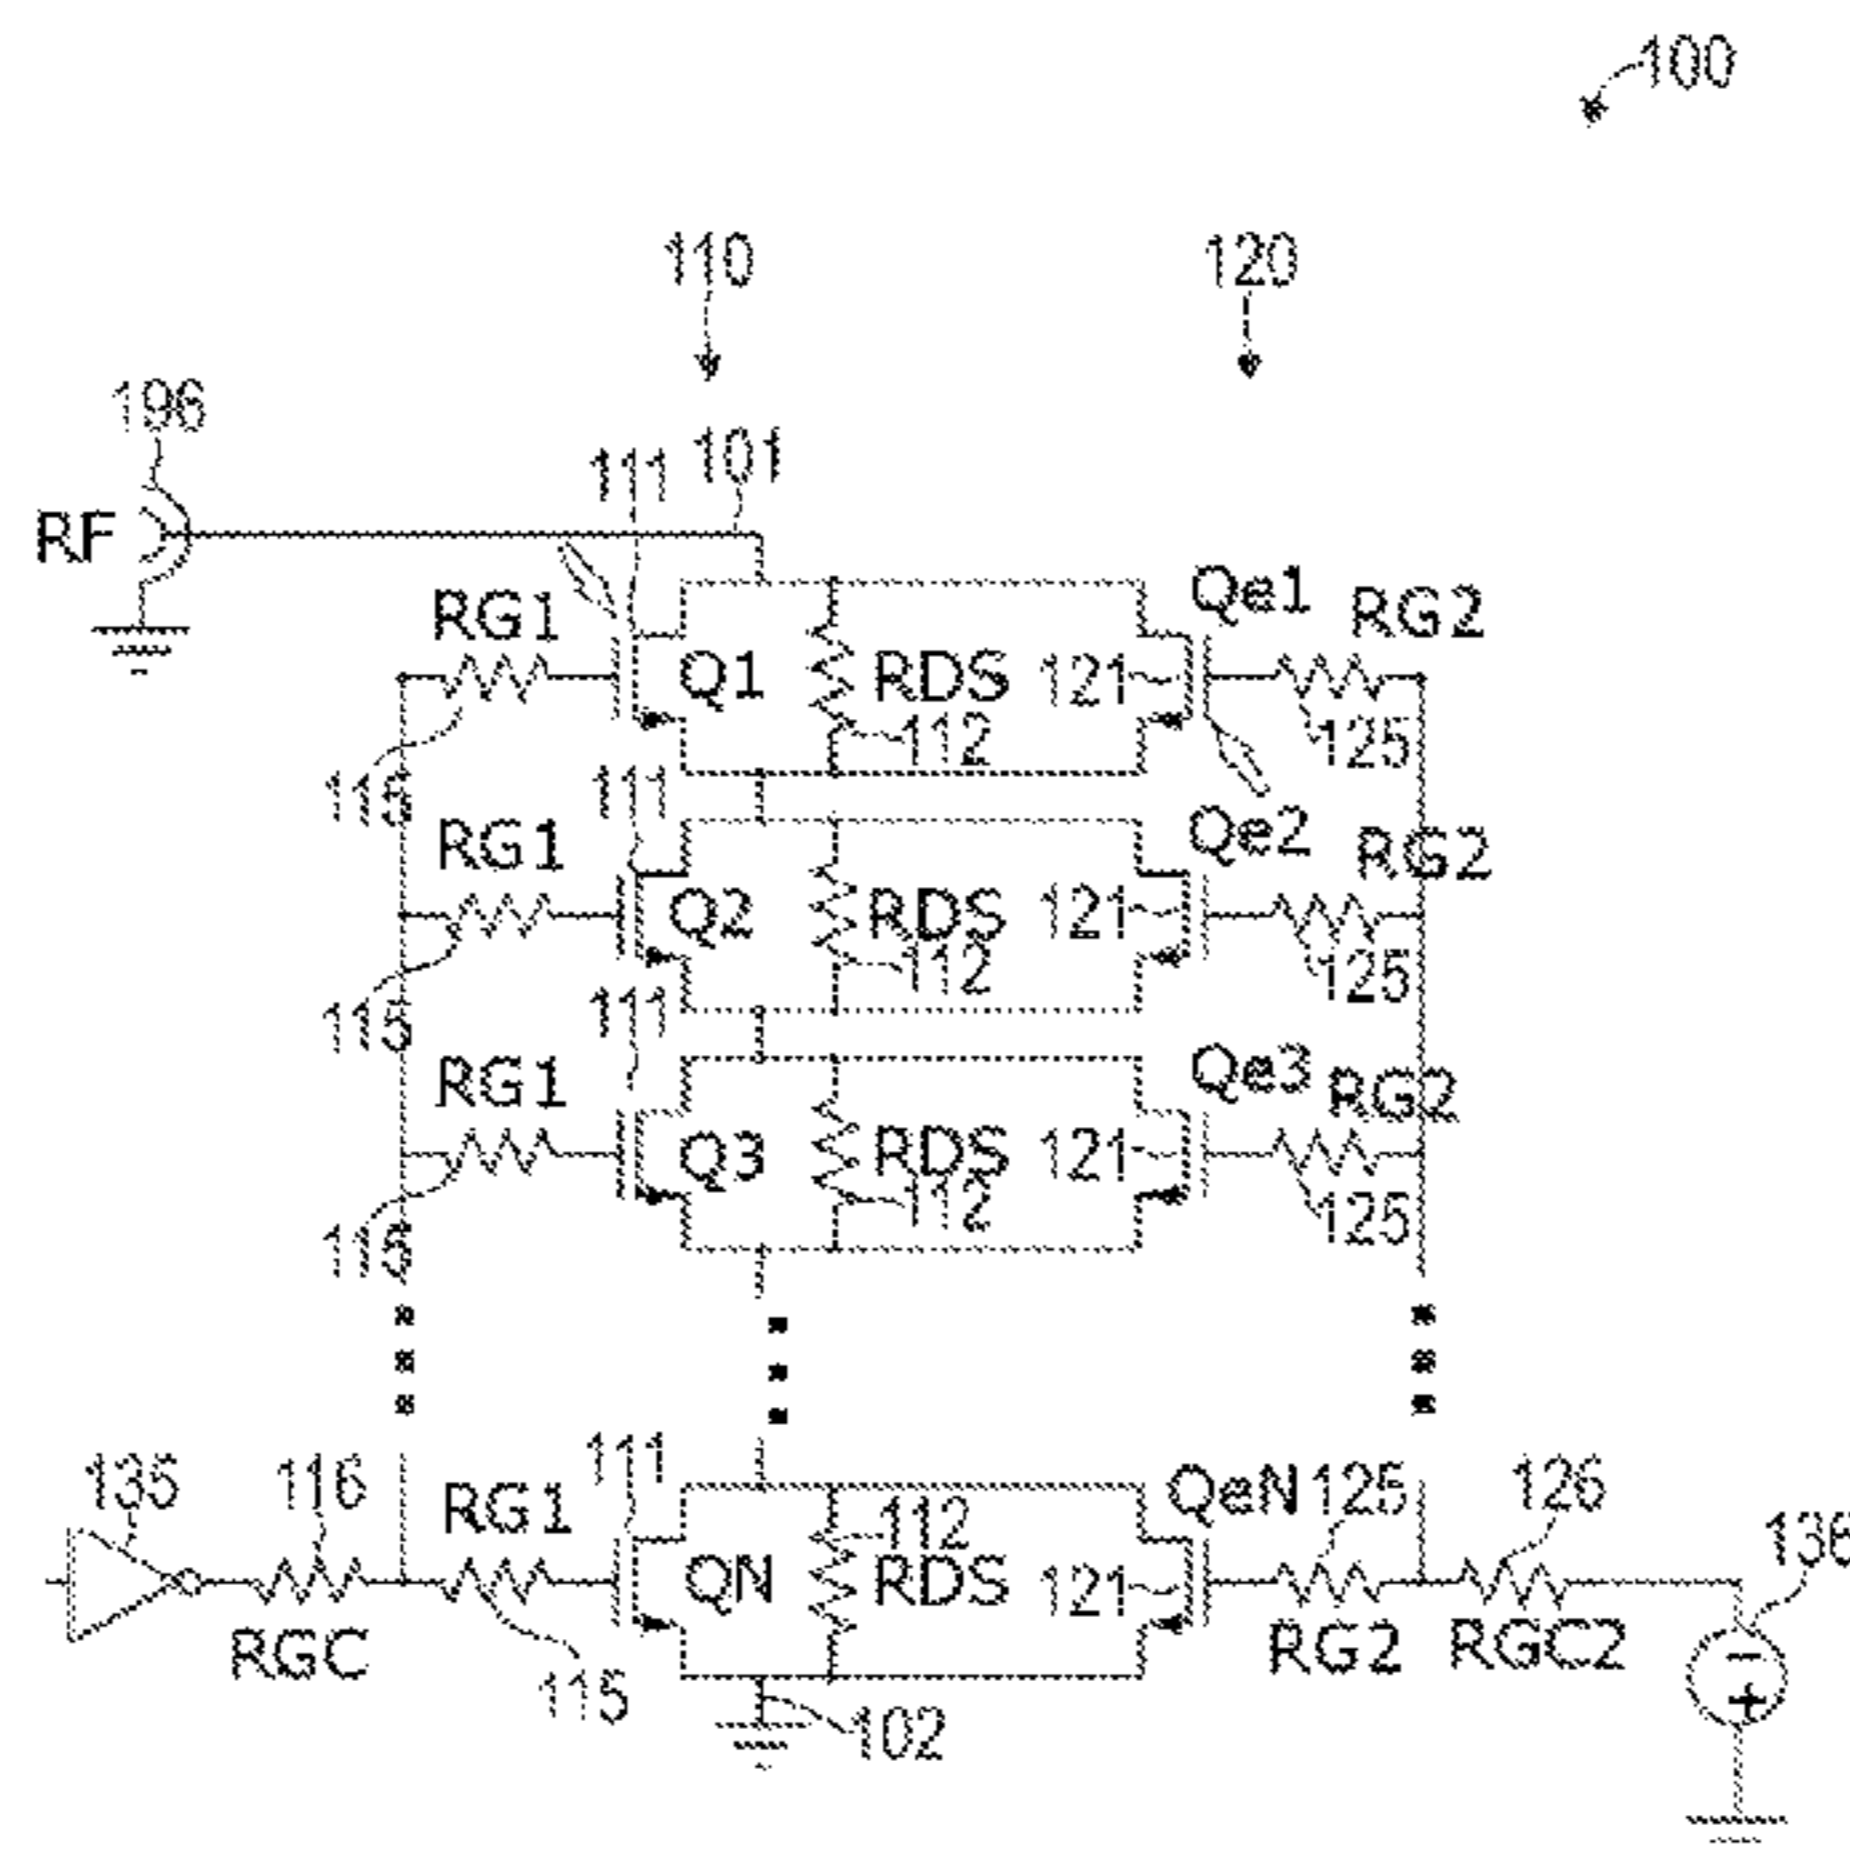 100
110 120
196
111 101
RF
RG1 Q1 RDS 121 Qe1 RG2
115 112 125
111
RG1 Q2 RDS 121 Qe2 RG2
115 112 125
111
RG1 Q3 RDS 121 Qe3 RG2
115 112 125
135 116 RG1 111 112 QeN 125 126 136
QN RDS 121
RGC 115 RG2 RGC2
−
+
102